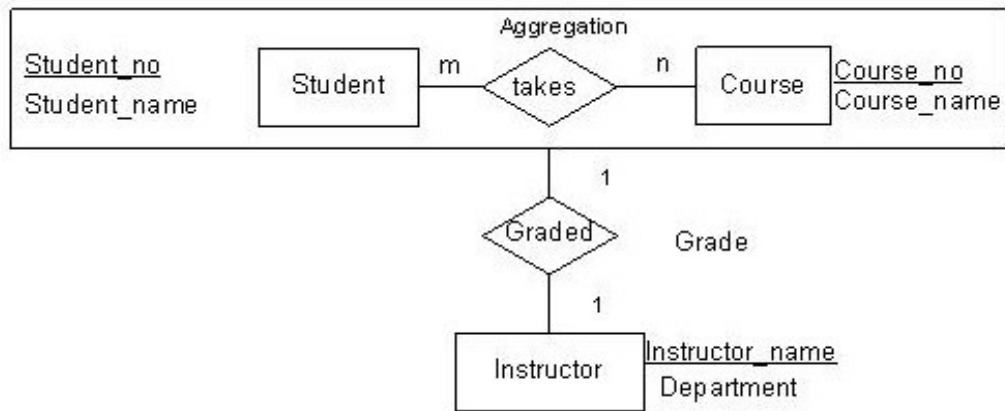 Aggregation
Student_no
Student_name
Student
m
takes
n
Course
Course_no
Course_name
1
Graded
Grade
1
Instructor
Instructor_name
Department